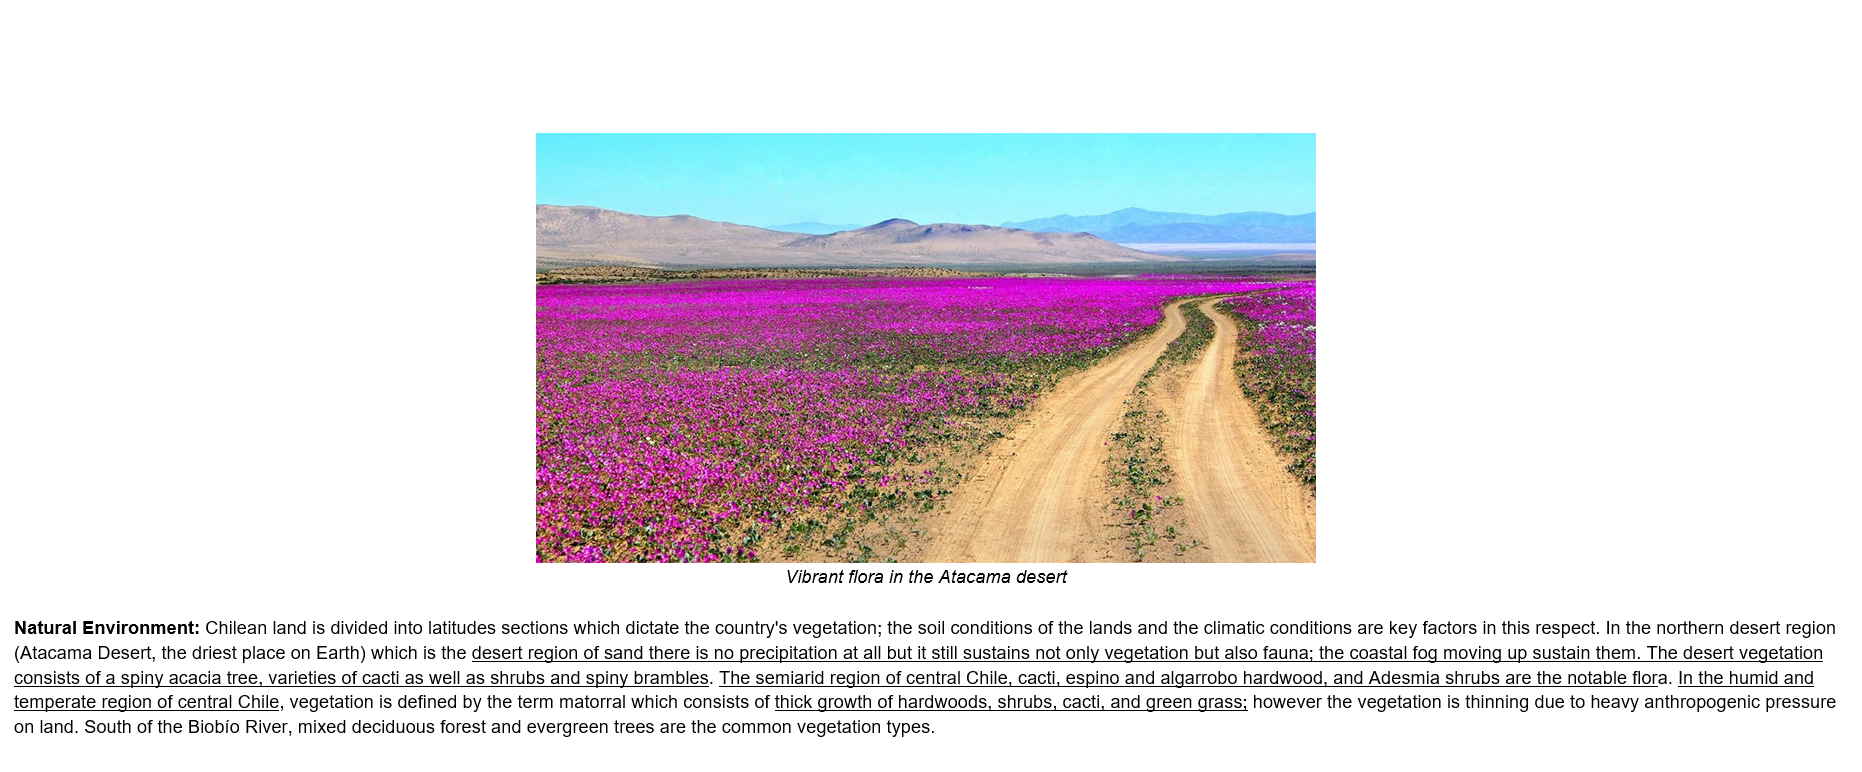 Vibrant flora in the Atacama desert
Natural Environment: Chilean land is divided into latitudes sections which dictate the country's vegetation; the soil conditions of the lands and the climatic conditions are key factors in this respect. In the northern desert region
(Atacama Desert, the driest place on Earth) which is the desert region of sand there is no precipitation at all but it still sustains not only vegetation but also fauna; the coastal fog moving up sustain them. The desert vegetation
consists of a spiny acacia tree, varieties of cacti as well as shrubs and spiny brambles. The semiarid region of central Chile, cacti, espino and algarrobo hardwood, and Adesmia shrubs are the notable flora. In the humid and
temperate region of central Chile, vegetation is defined by the term matorral which consists of thick growth of hardwoods, shrubs, cacti, and green grass; however the vegetation is thinning due to heavy anthropogenic pressure
on land. South of the Biobío River, mixed deciduous forest and evergreen trees are the common vegetation types.